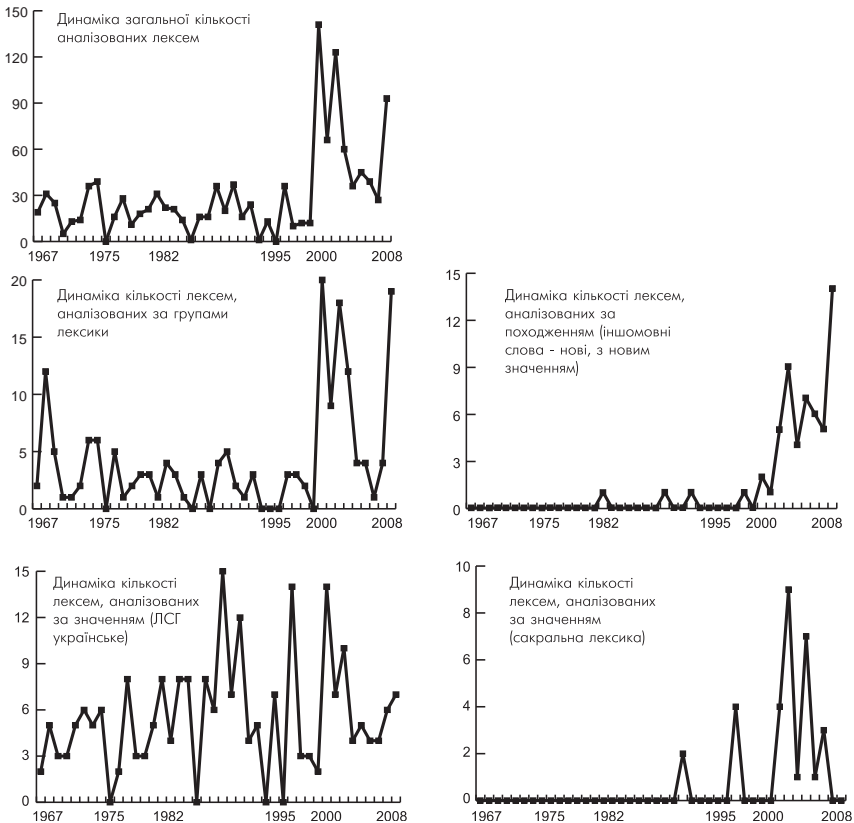 Динаміка загальної кількості
аналізованих лексем
150
120
90
60
30
0
1967 1975 1982 1995 2000 2008
Динаміка кількості лексем,
аналізованих за групами
лексики
20
15
10
5
0
1967 1975 1982 1995 2000 2008
Динаміка кількості лексем,
аналізованих за
походженням (іншомовні
слова - нові, з новим
значенням)
15
12
9
6
3
0
1967 1975 1982 1995 2000 2008
Динаміка кількості
лексем, аналізованих
за значенням (ЛСГ
українське)
15
12
9
6
3
0
1967 1975 1982 1995 2000 2008
Динаміка кількості
лексем, аналізованих
за значенням
(сакральна лексика)
10
8
6
4
2
0
1967 1975 1982 1995 2000 2008